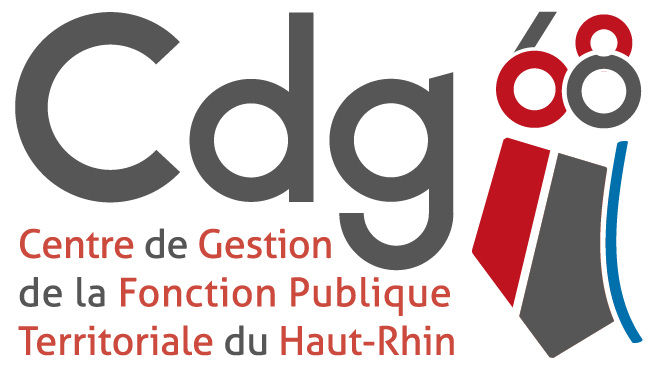 Cdg 68
Centre de Gestion
de la Fonction Publique
Territoriale du Haut-Rhin